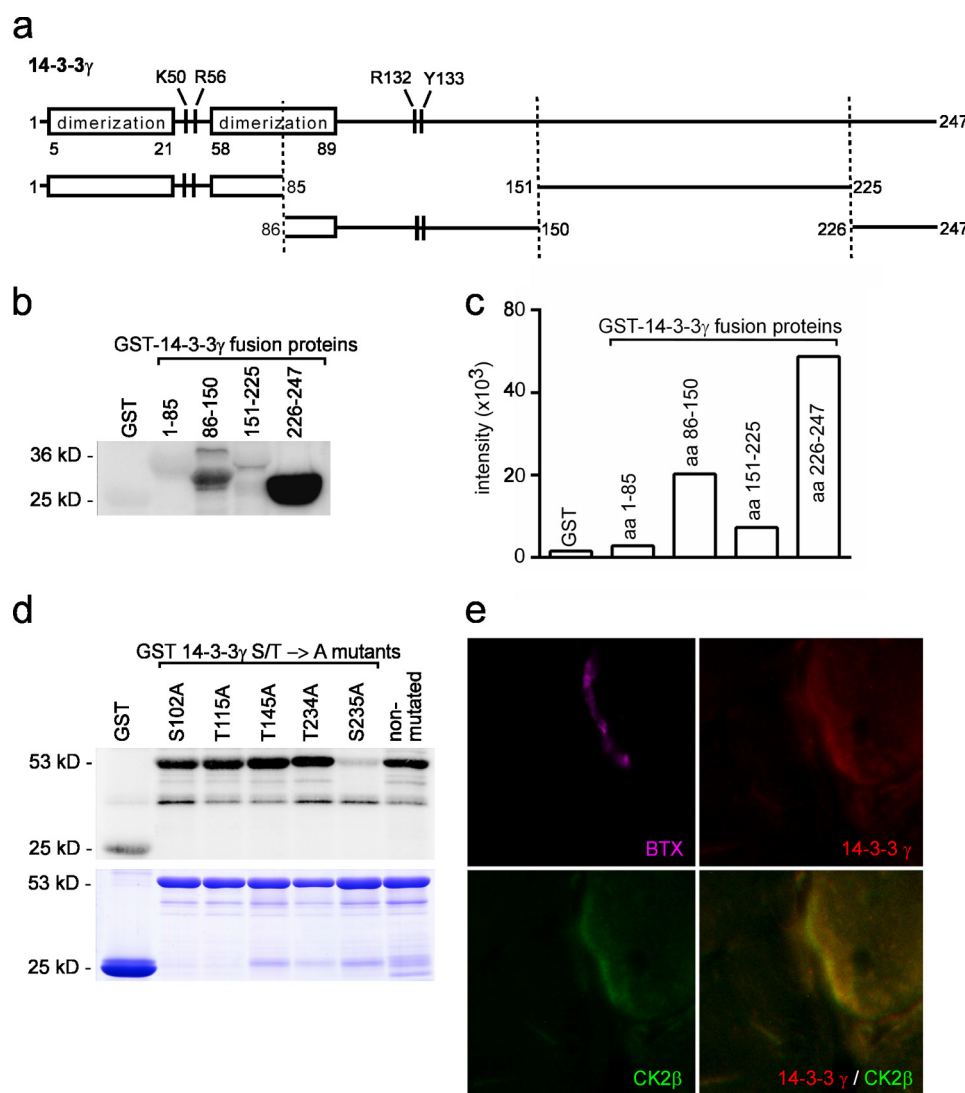 a
14-3-3γ
K50 R56 R132 Y133
1 dimerization dimerization 247
5 21 58 89
1 85 151 225
86 150 226 247
b
GST-14-3-3γ fusion proteins
GST 1-85 86-150 151-225 226-247
36 kD -
25 kD -
c
GST-14-3-3γ fusion proteins
intensity (x10³)
80
40
20
0
GST
aa 1-85
aa 86-150
aa 151-225
aa 226-247
d
GST 14-3-3γ S/T –> A mutants
GST S102A T115A T145A T234A S235A non-mutated
53 kD -
25 kD -
53 kD -
25 kD -
e
BTX
14-3-3 γ
CK2β
14-3-3 γ / CK2β